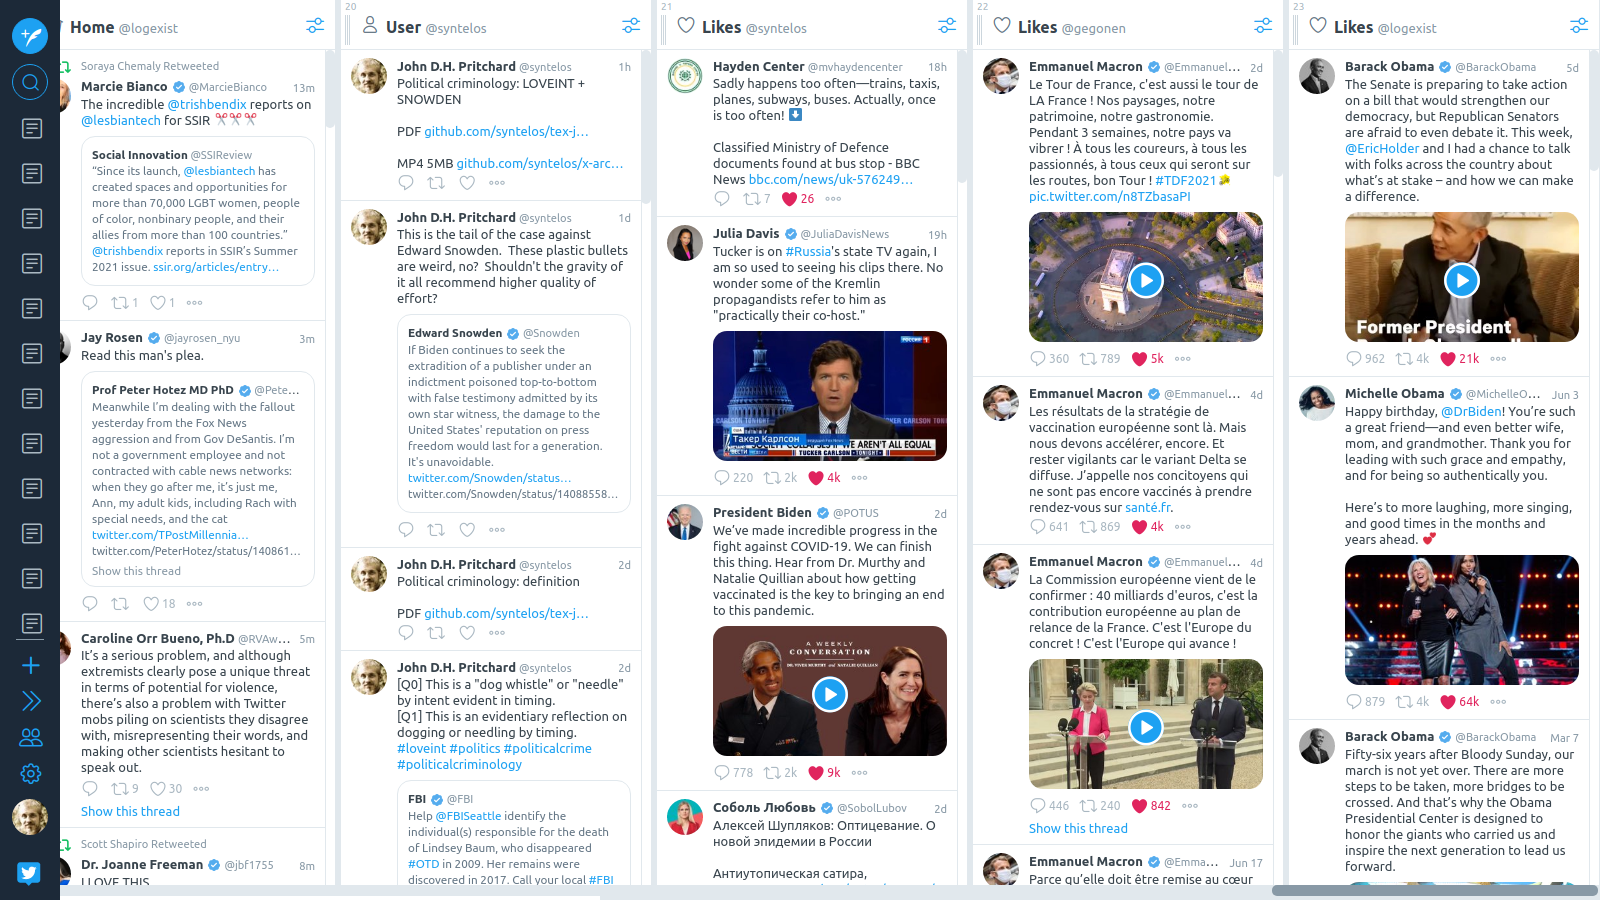 Home @logexist
Soraya Chemaly Retweeted
Marcie Bianco @MarcieBianco 13m
The incredible @trishbendix reports on
@lesbiantech for SSIR ✂️✂️✂️
Social Innovation @SSIReview
“Since its launch, @lesbiantech has
created spaces and opportunities for
more than 70,000 LGBT women, people
of color, nonbinary people, and their
allies from more than 100 countries.”
@trishbendix reports in SSIR’s Summer
2021 issue. ssir.org/articles/entry…
1 1
Jay Rosen @jayrosen_nyu 3m
Read this man's plea.
Prof Peter Hotez MD PhD @Pete…
Meanwhile I’m dealing with the fallout
yesterday from the Fox News
aggression and from Gov DeSantis. I’m
not a government employee and not
contracted with cable news networks:
when they go after me, it’s just me,
Ann, my adult kids, including Rach with
special needs, and the cat
twitter.com/TPostMillennia…
twitter.com/PeterHotez/status/140861…
Show this thread
18
Caroline Orr Bueno, Ph.D @RVAw… 5m
It’s a serious problem, and although
extremists clearly pose a unique threat
in terms of potential for violence,
there’s also a problem with Twitter
mobs piling on scientists they disagree
with, misrepresenting their words, and
making other scientists hesitant to
speak out.
9 30
Show this thread
Scott Shapiro Retweeted
Dr. Joanne Freeman @jbf1755 8m
I LOVE THIS
20
User @syntelos
John D.H. Pritchard @syntelos 1h
Political criminology: LOVEINT +
SNOWDEN
PDF github.com/syntelos/tex-j…
MP4 5MB github.com/syntelos/x-arc…
John D.H. Pritchard @syntelos 1d
This is the tail of the case against
Edward Snowden.  These plastic bullets
are weird, no?  Shouldn't the gravity of
it all recommend higher quality of
effort?
Edward Snowden @Snowden
If Biden continues to seek the
extradition of a publisher under an
indictment poisoned top-to-bottom
with false testimony admitted by its
own star witness, the damage to the
United States' reputation on press
freedom would last for a generation.
It's unavoidable.
twitter.com/Snowden/status…
twitter.com/Snowden/status/14088558…
John D.H. Pritchard @syntelos 2d
Political criminology: definition
PDF github.com/syntelos/tex-j…
John D.H. Pritchard @syntelos 2d
[Q0] This is a "dog whistle" or "needle"
by intent evident in timing.
[Q1] This is an evidentiary reflection on
dogging or needling by timing.
#loveint #politics #politicalcrime
#politicalcriminology
FBI @FBI
Help @FBISeattle identify the
individual(s) responsible for the death
of Lindsey Baum, who disappeared
#OTD in 2009. Her remains were
discovered in 2017. Call your local #FBI
21
Likes @syntelos
Hayden Center @mvhaydencenter 18h
Sadly happens too often—trains, taxis,
planes, subways, buses. Actually, once
is too often! ⬇️
Classified Ministry of Defence
documents found at bus stop - BBC
News bbc.com/news/uk-576249…
7 26
Julia Davis @JuliaDavisNews 19h
Tucker is on #Russia's state TV again, I
am so used to seeing his clips there. No
wonder some of the Kremlin
propagandists refer to him as
"practically their co-host."
РОССИЯ 1
Такер Карлсон
WE AREN'T ALL EQUAL
TUCKER CARLSON TONIGHT
220 2k 4k
President Biden @POTUS 2d
We’ve made incredible progress in the
fight against COVID-19. We can finish
this thing. Hear from Dr. Murthy and
Natalie Quillian about how getting
vaccinated is the key to bringing an end
to this pandemic.
A WEEKLY
CONVERSATION
DR. VIVEK MURTHY AND NATALIE QUILLIAN
778 2k 9k
Соболь Любовь @SobolLubov 2d
Алексей Шупляков: Оптицевание. О
новой эпидемии в России
Антиутопическая сатира,
22
Likes @gegonen
Emmanuel Macron @Emmanuel… 2d
Le Tour de France, c'est aussi le tour de
LA France ! Nos paysages, notre
patrimoine, notre gastronomie.
Pendant 3 semaines, notre pays va
vibrer ! À tous les coureurs, à tous les
passionnés, à tous ceux qui seront sur
les routes, bon Tour ! #TDF2021
pic.twitter.com/n8TZbasaPI
360 789 5k
Emmanuel Macron @Emmanuel… 4d
Les résultats de la stratégie de
vaccination européenne sont là. Mais
nous devons accélérer, encore. Et
rester vigilants car le variant Delta se
diffuse. J’appelle nos concitoyens qui
ne sont pas encore vaccinés à prendre
rendez-vous sur santé.fr.
641 869 4k
Emmanuel Macron @Emmanuel… 4d
La Commission européenne vient de le
confirmer : 40 milliards d'euros, c'est la
contribution européenne au plan de
relance de la France. C'est l'Europe du
concret ! C'est l'Europe qui avance !
446 240 842
Show this thread
Emmanuel Macron @Emma… Jun 17
Parce qu’elle doit être remise au cœur
23
Likes @logexist
Barack Obama @BarackObama 5d
The Senate is preparing to take action
on a bill that would strengthen our
democracy, but Republican Senators
are afraid to even debate it. This week,
@EricHolder and I had a chance to talk
with folks across the country about
what’s at stake – and how we can make
a difference.
Former President
962 4k 21k
Michelle Obama @MichelleO… Jun 3
Happy birthday, @DrBiden! You’re such
a great friend—and even better wife,
mom, and grandmother. Thank you for
leading with such grace and empathy,
and for being so authentically you.
Here’s to more laughing, more singing,
and good times in the months and
years ahead. 💕
879 4k 64k
Barack Obama @BarackObama Mar 7
Fifty-six years after Bloody Sunday, our
march is not yet over. There are more
steps to be taken, more bridges to be
crossed. And that’s why the Obama
Presidential Center is designed to
honor the giants who carried us and
inspire the next generation to lead us
forward.